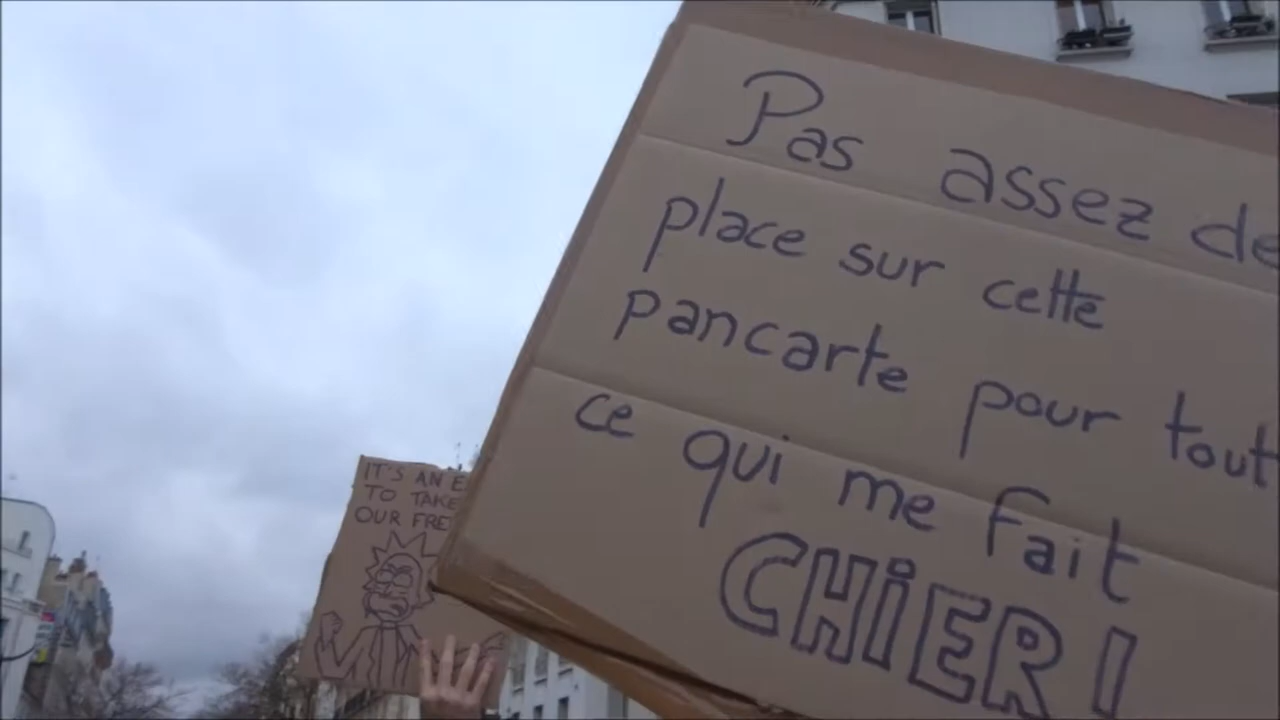 Pas assez de
place sur cette
pancarte pour tout
ce qui me fait
CHiER !
IT'S AN
TO TAKE
OUR